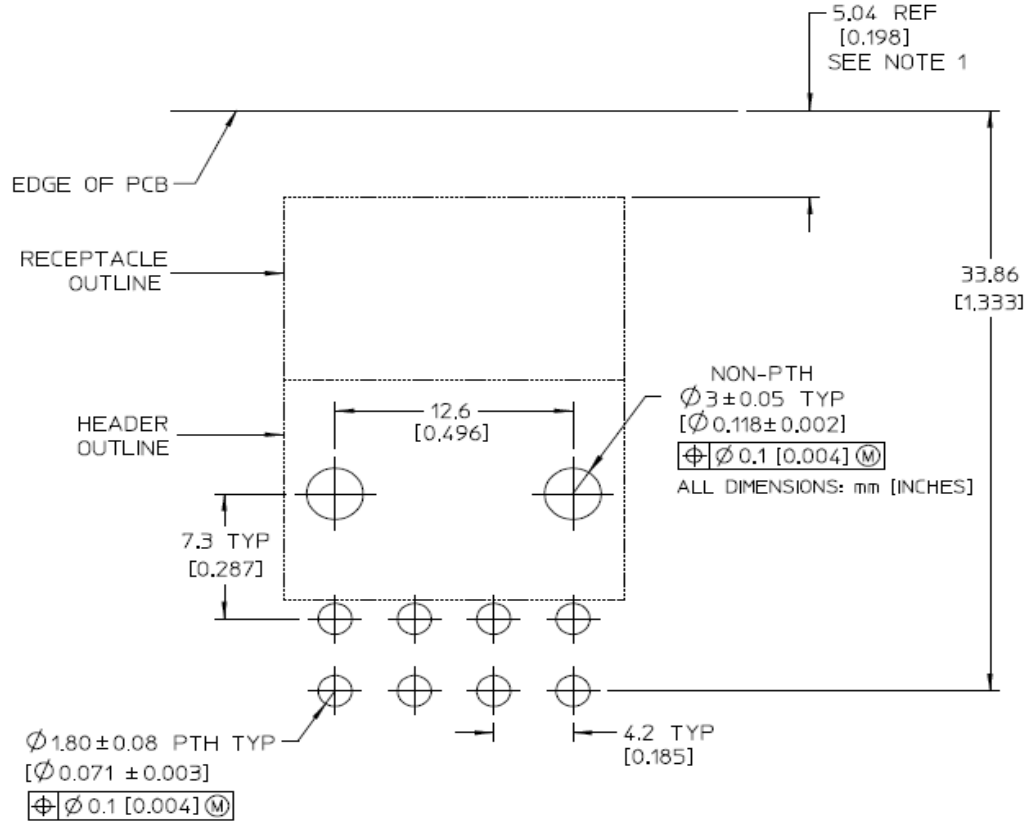 5.04 REF
[0.198]
SEE NOTE 1
EDGE OF PCB
RECEPTACLE
OUTLINE
33.86
[1.333]
NON-PTH
Ø3±0.05 TYP
[Ø0.118±0.002]
⌖ Ø0.1 [0.004] Ⓜ
ALL DIMENSIONS: mm [INCHES]
12.6
[0.496]
HEADER
OUTLINE
7.3 TYP
[0.287]
4.2 TYP
[0.185]
Ø1.80±0.08 PTH TYP
[Ø0.071 ±0.003]
⌖ Ø0.1 [0.004] Ⓜ